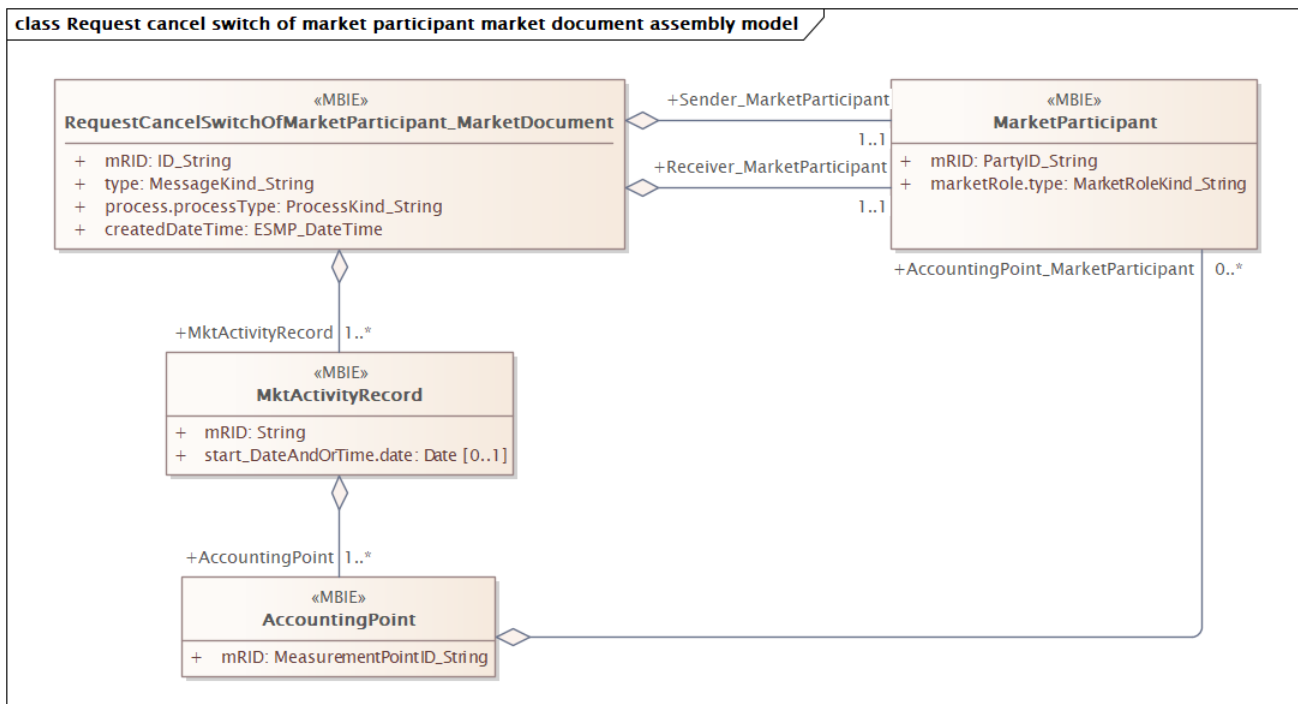 class Request cancel switch of market participant market document assembly model
«MBIE»
RequestCancelSwitchOfMarketParticipant_MarketDocument
+ mRID: ID_String
+ type: MessageKind_String
+ process.processType: ProcessKind_String
+ createdDateTime: ESMP_DateTime
+Sender_MarketParticipant
1..1
+Receiver_MarketParticipant
1..1
«MBIE»
MarketParticipant
+ mRID: PartyID_String
+ marketRole.type: MarketRoleKind_String
+AccountingPoint_MarketParticipant 0..*
+MktActivityRecord 1..*
«MBIE»
MktActivityRecord
+ mRID: String
+ start_DateAndOrTime.date: Date [0..1]
+AccountingPoint 1..*
«MBIE»
AccountingPoint
+ mRID: MeasurementPointID_String